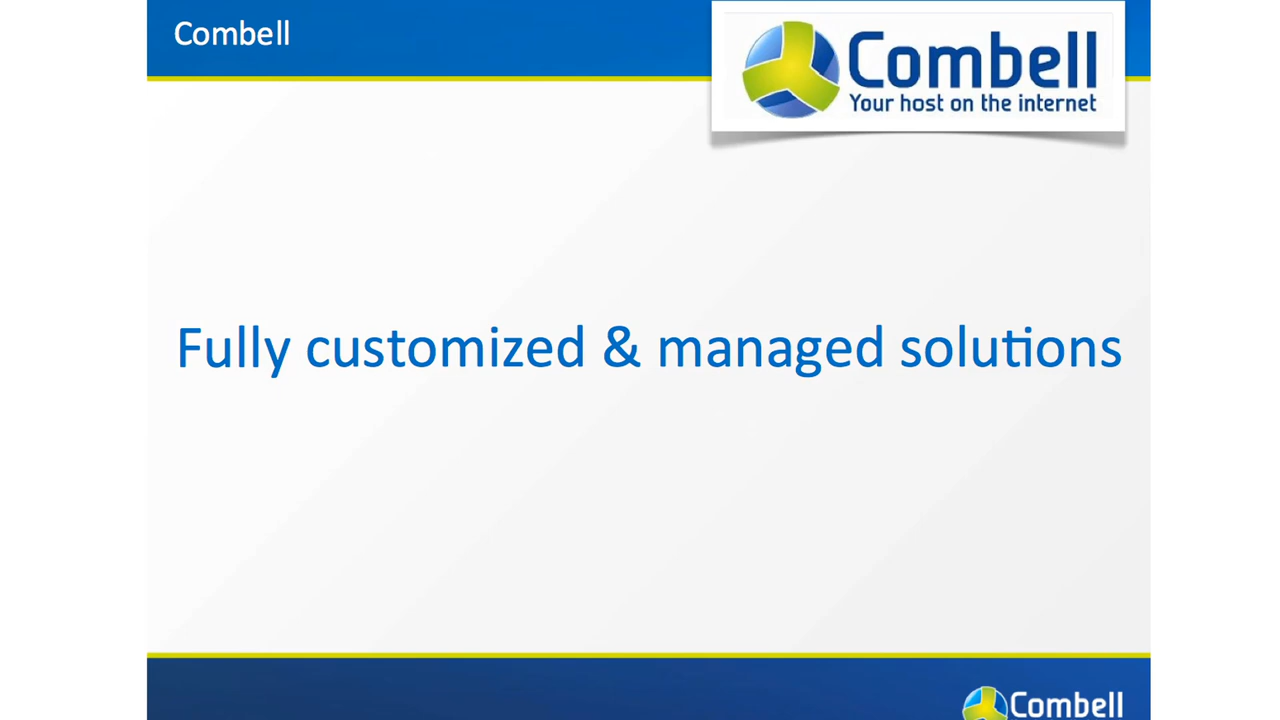 Combell
Combell
Your host on the internet
Fully customized & managed solutions
Combell